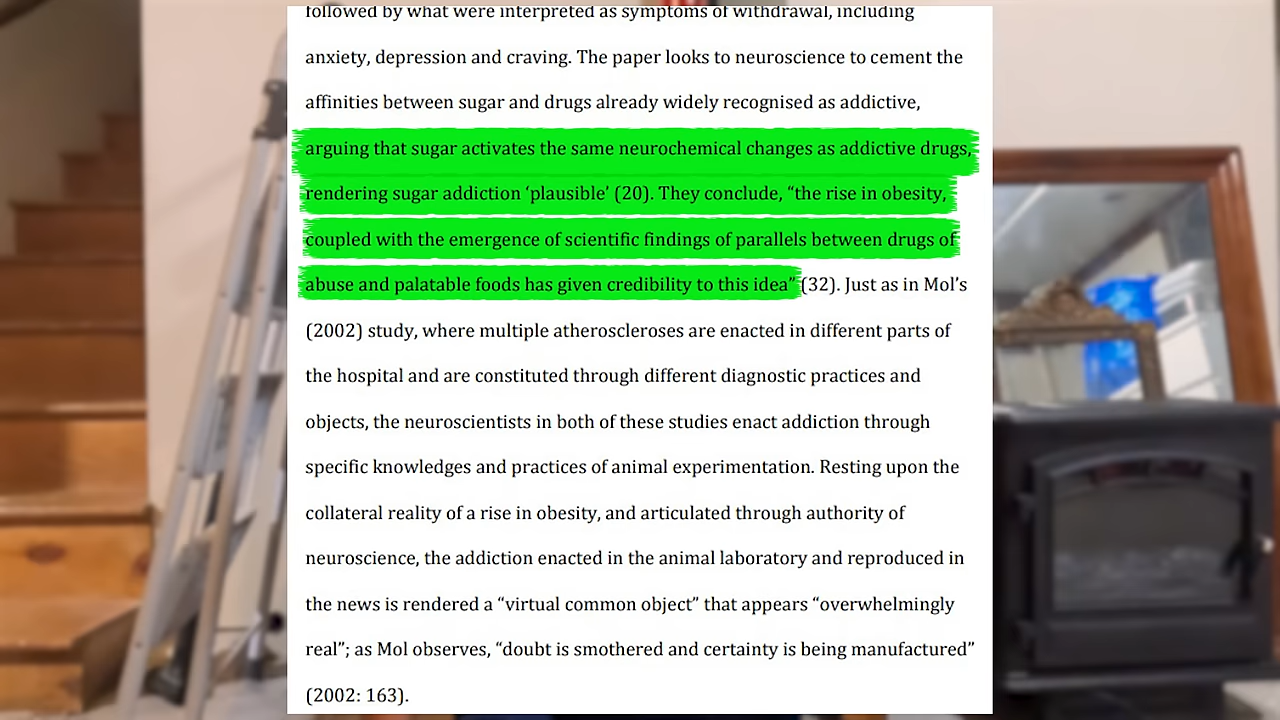 followed by what were interpreted as symptoms of withdrawal, including
anxiety, depression and craving. The paper looks to neuroscience to cement the
affinities between sugar and drugs already widely recognised as addictive,
arguing that sugar activates the same neurochemical changes as addictive drugs,
rendering sugar addiction ‘plausible’ (20). They conclude, “the rise in obesity,
coupled with the emergence of scientific findings of parallels between drugs of
abuse and palatable foods has given credibility to this idea” (32). Just as in Mol’s
(2002) study, where multiple atheroscleroses are enacted in different parts of
the hospital and are constituted through different diagnostic practices and
objects, the neuroscientists in both of these studies enact addiction through
specific knowledges and practices of animal experimentation. Resting upon the
collateral reality of a rise in obesity, and articulated through authority of
neuroscience, the addiction enacted in the animal laboratory and reproduced in
the news is rendered a “virtual common object” that appears “overwhelmingly
real”; as Mol observes, “doubt is smothered and certainty is being manufactured”
(2002: 163).